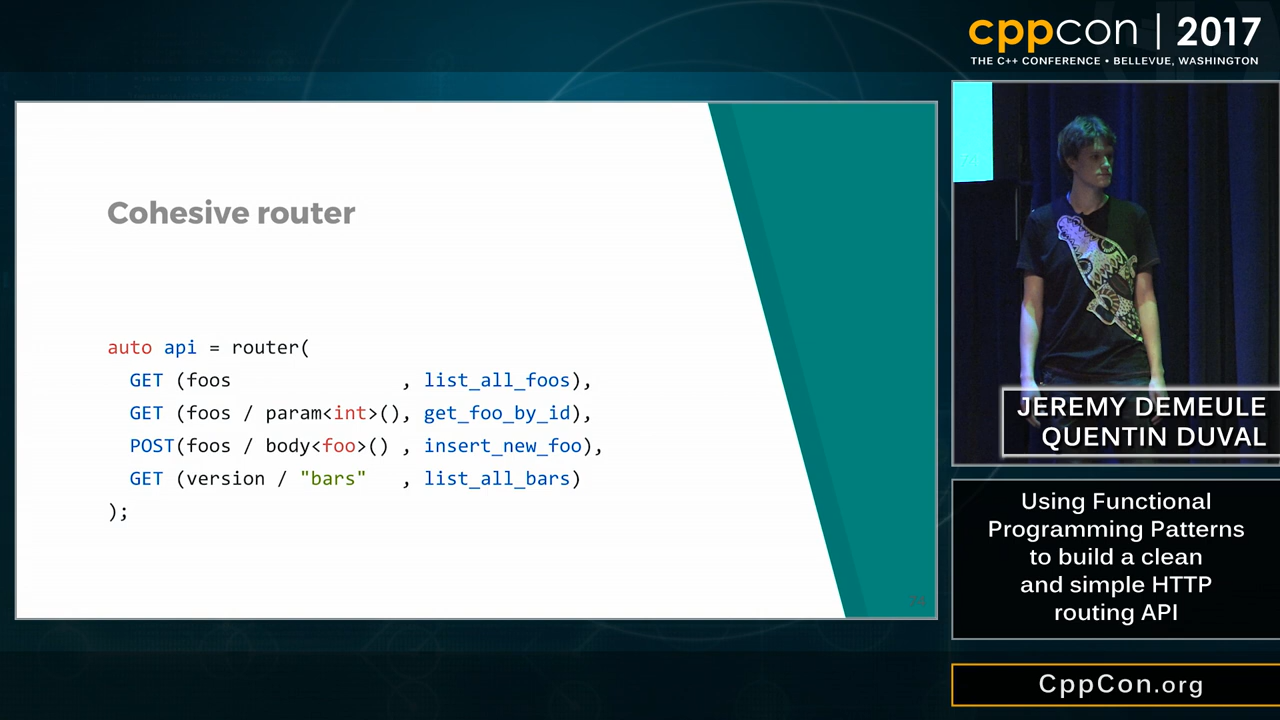 cppcon | 2017
THE C++ CONFERENCE • BELLEVUE, WASHINGTON
Cohesive router
auto api = router(
  GET (foos                , list_all_foos),
  GET (foos / param<int>(), get_foo_by_id),
  POST(foos / body<foo>() , insert_new_foo),
  GET (version / "bars"   , list_all_bars)
);
JEREMY DEMEULE
QUENTIN DUVAL
Using Functional
Programming Patterns
to build a clean
and simple HTTP
routing API
CppCon.org